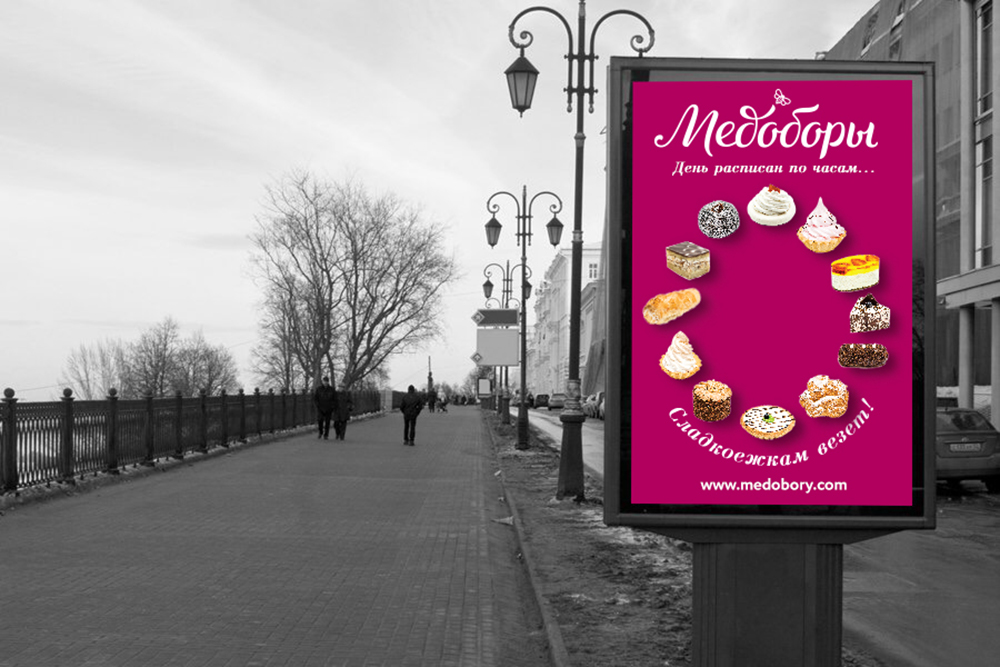 Медоборы
День расписан по часам...
Сладкоежкам везет!
www.medobory.com